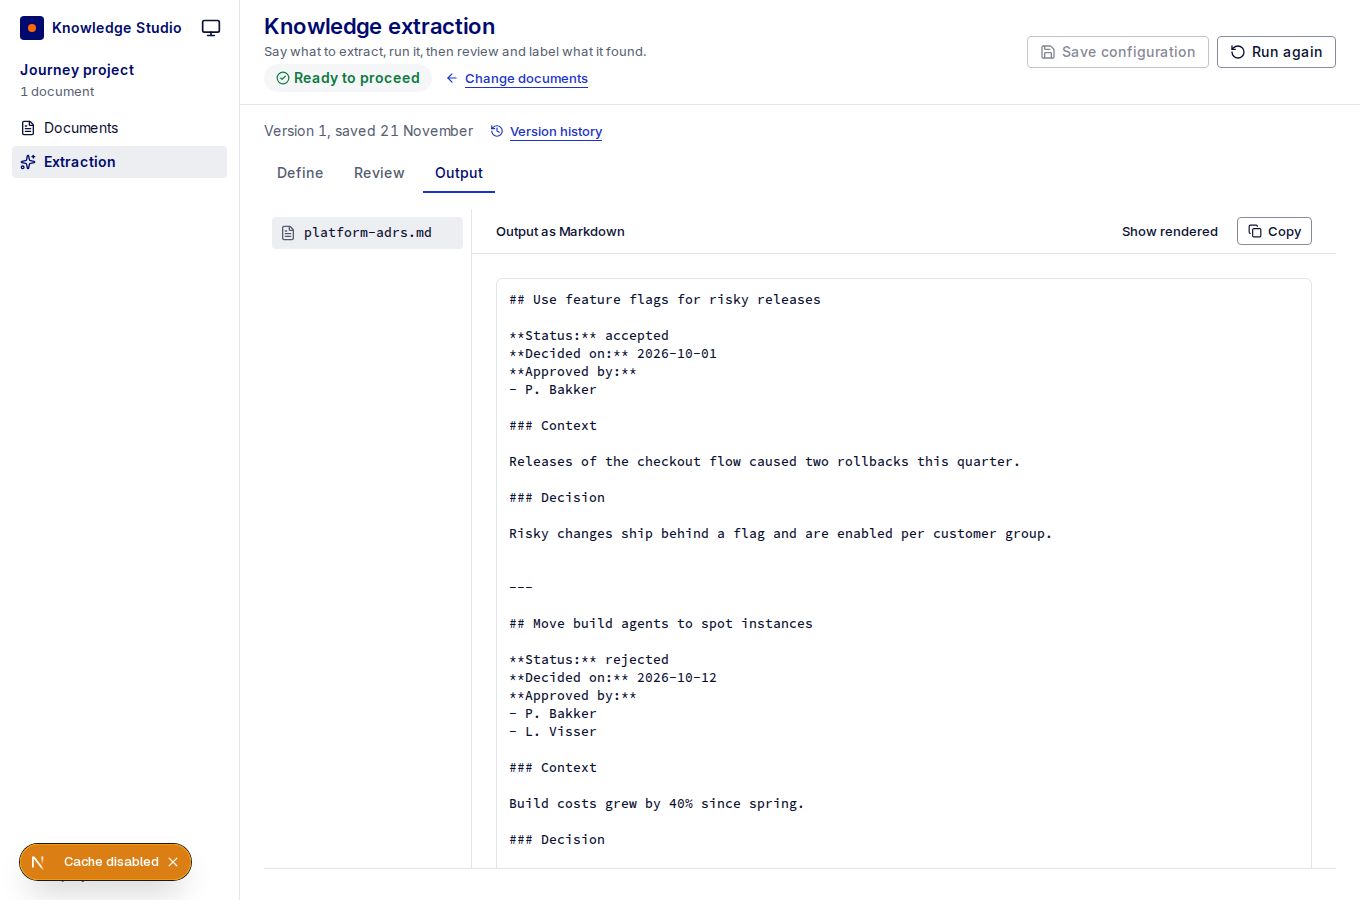 Knowledge Studio
Journey project
1 document
Documents
Extraction
Cache disabled
Knowledge extraction
Say what to extract, run it, then review and label what it found.
Ready to proceed
Change documents
Save configuration
Run again
Version 1, saved 21 November
Version history
Define
Review
Output
platform-adrs.md
Output as Markdown
Show rendered
Copy
## Use feature flags for risky releases
**Status:** accepted
**Decided on:** 2026-10-01
**Approved by:**
- P. Bakker
### Context
Releases of the checkout flow caused two rollbacks this quarter.
### Decision
Risky changes ship behind a flag and are enabled per customer group.
---
## Move build agents to spot instances
**Status:** rejected
**Decided on:** 2026-10-12
**Approved by:**
- P. Bakker
- L. Visser
### Context
Build costs grew by 40% since spring.
### Decision